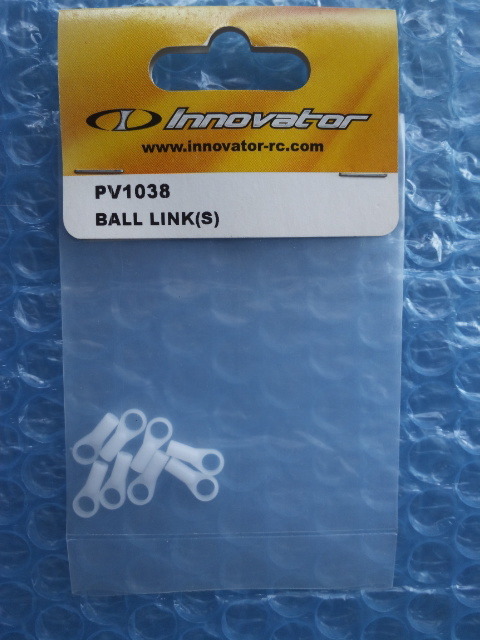 Innovator
www.innovator-rc.com
PV1038
BALL LINK(S)